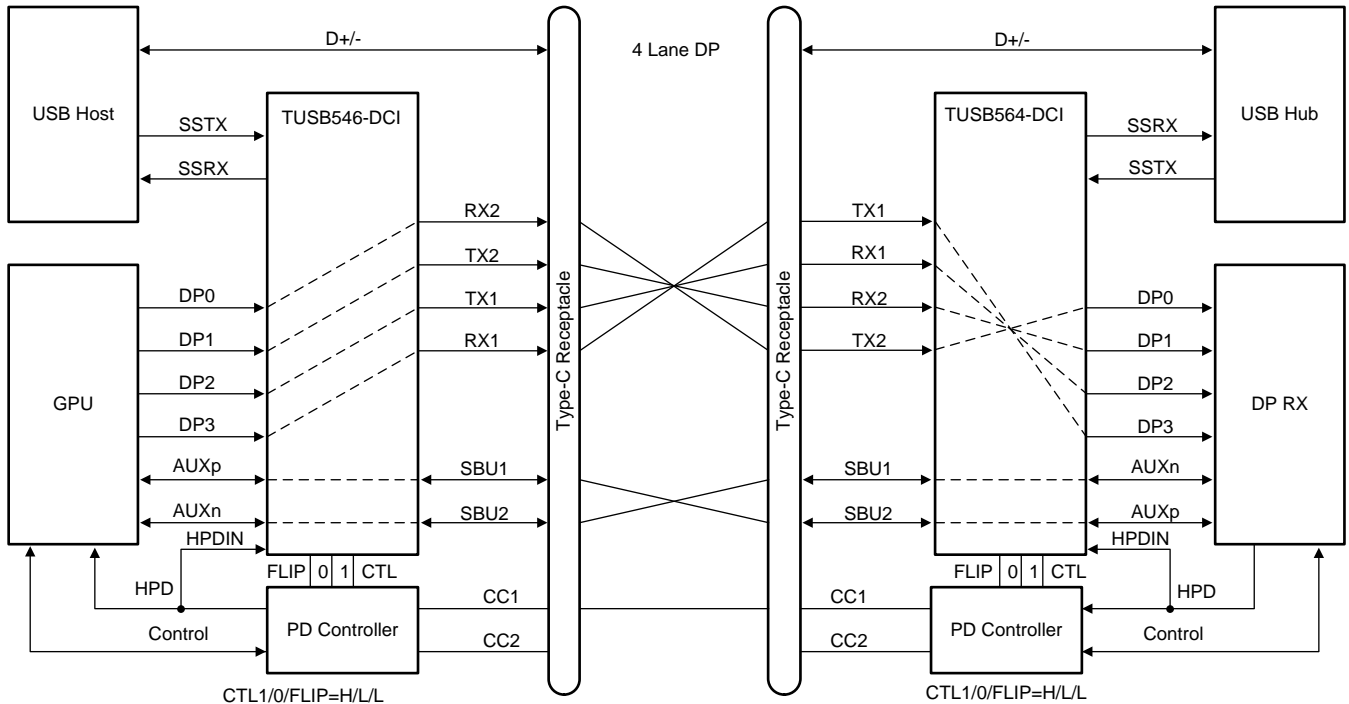 D+/-
4 Lane DP
D+/-
USB Host
TUSB546-DCI
TUSB564-DCI
USB Hub
SSTX
SSRX
SSRX
SSTX
RX2
TX2
TX1
RX1
Type-C Receptacle
Type-C Receptacle
TX1
RX1
RX2
TX2
GPU
DP0
DP1
DP2
DP3
AUXp
AUXn
HPDIN
SBU1
SBU2
SBU1
SBU2
DP0
DP1
DP2
DP3
AUXn
AUXp
HPDIN
DP RX
FLIP 0 1 CTL
FLIP 0 1 CTL
HPD
Control
PD Controller
CC1
CC2
CC1
CC2
PD Controller
HPD
Control
CTL1/0/FLIP=H/L/L
CTL1/0/FLIP=H/L/L